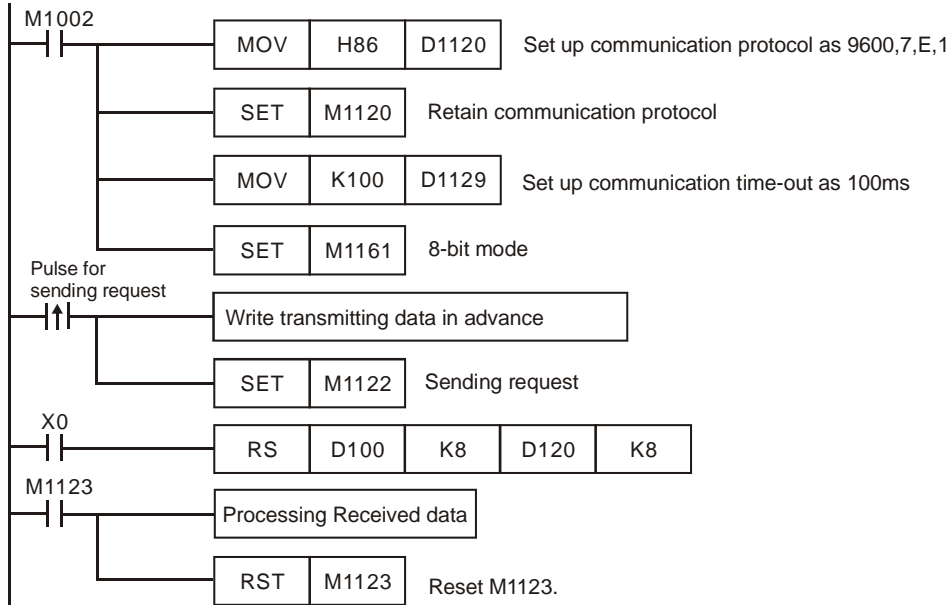 M1002
MOV H86 D1120 Set up communication protocol as 9600,7,E,1
SET M1120 Retain communication protocol
MOV K100 D1129 Set up communication time-out as 100ms
SET M1161 8-bit mode
Pulse for
sending request
Write transmitting data in advance
SET M1122 Sending request
X0
RS D100 K8 D120 K8
M1123
Processing Received data
RST M1123 Reset M1123.